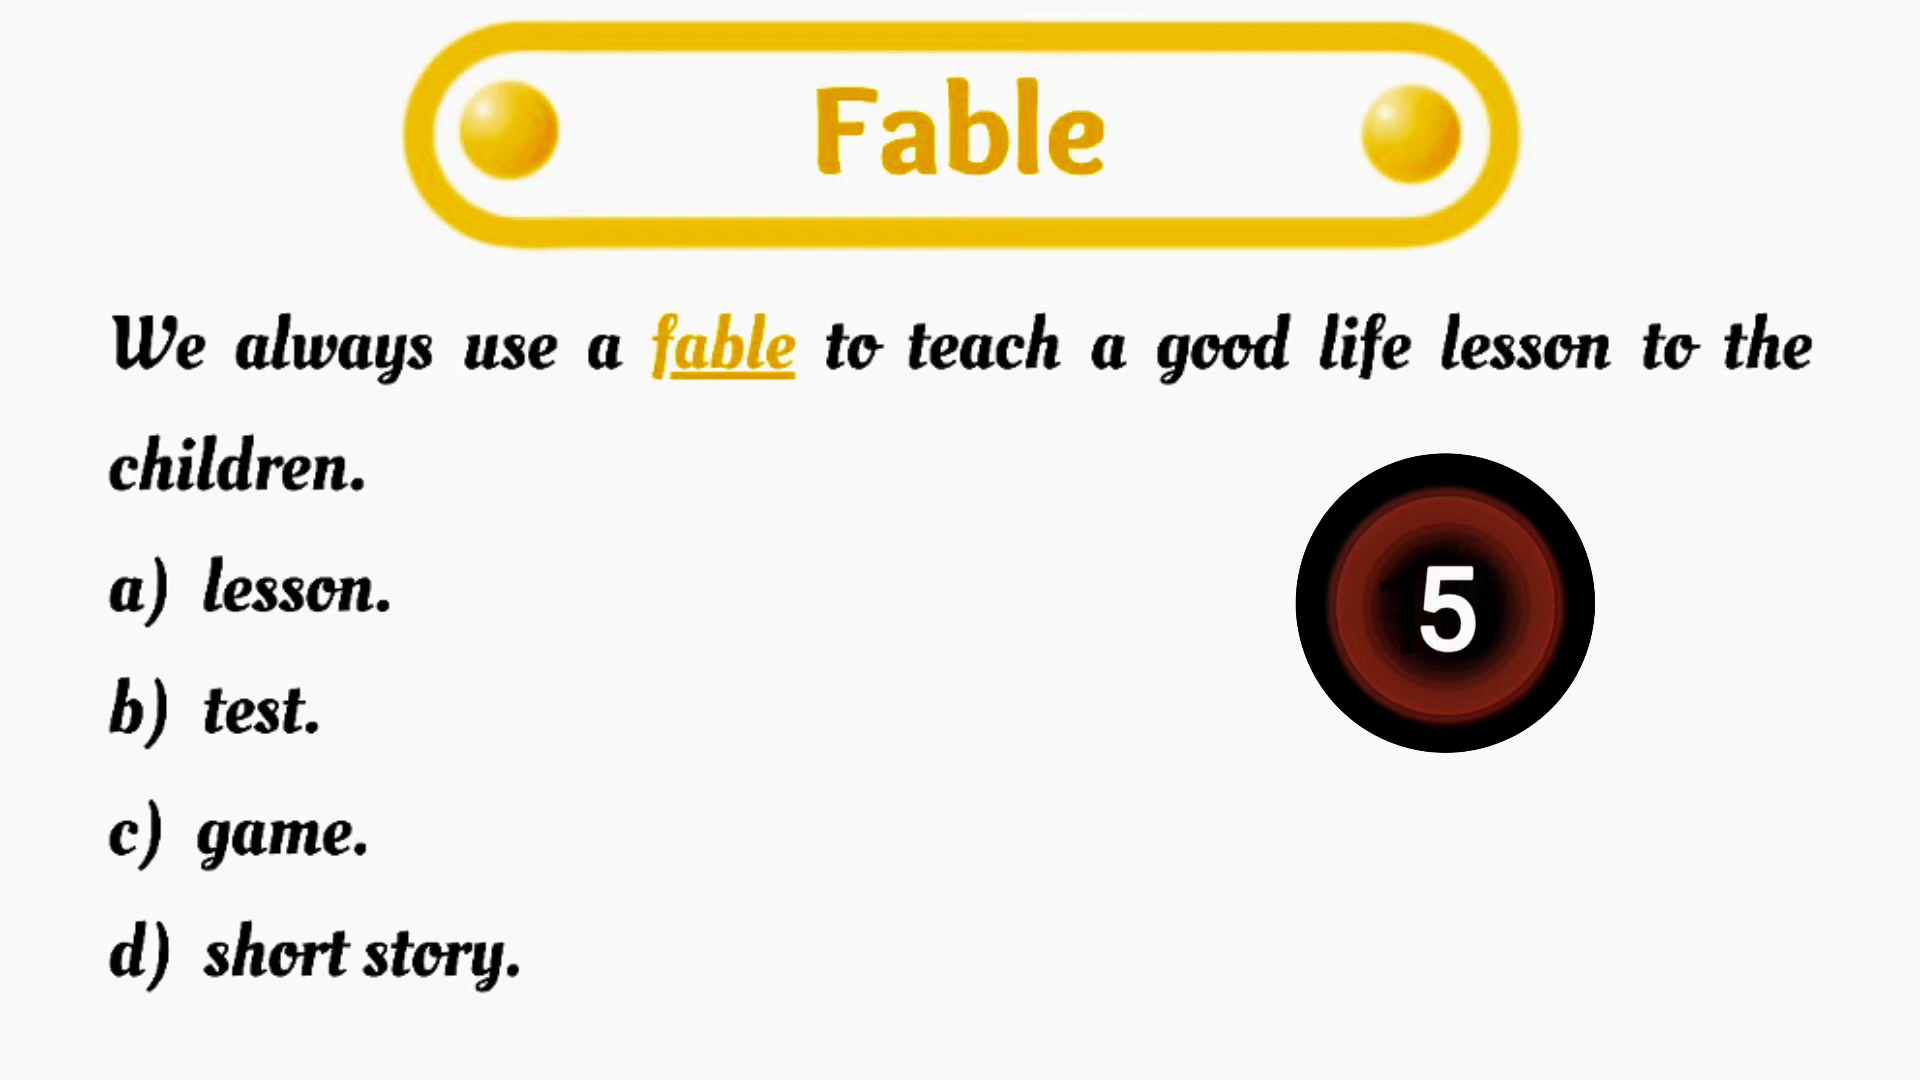 Fable
We always use a fable to teach a good life lesson to the
children.
a) lesson.
5
b) test.
c) game.
d) short story.